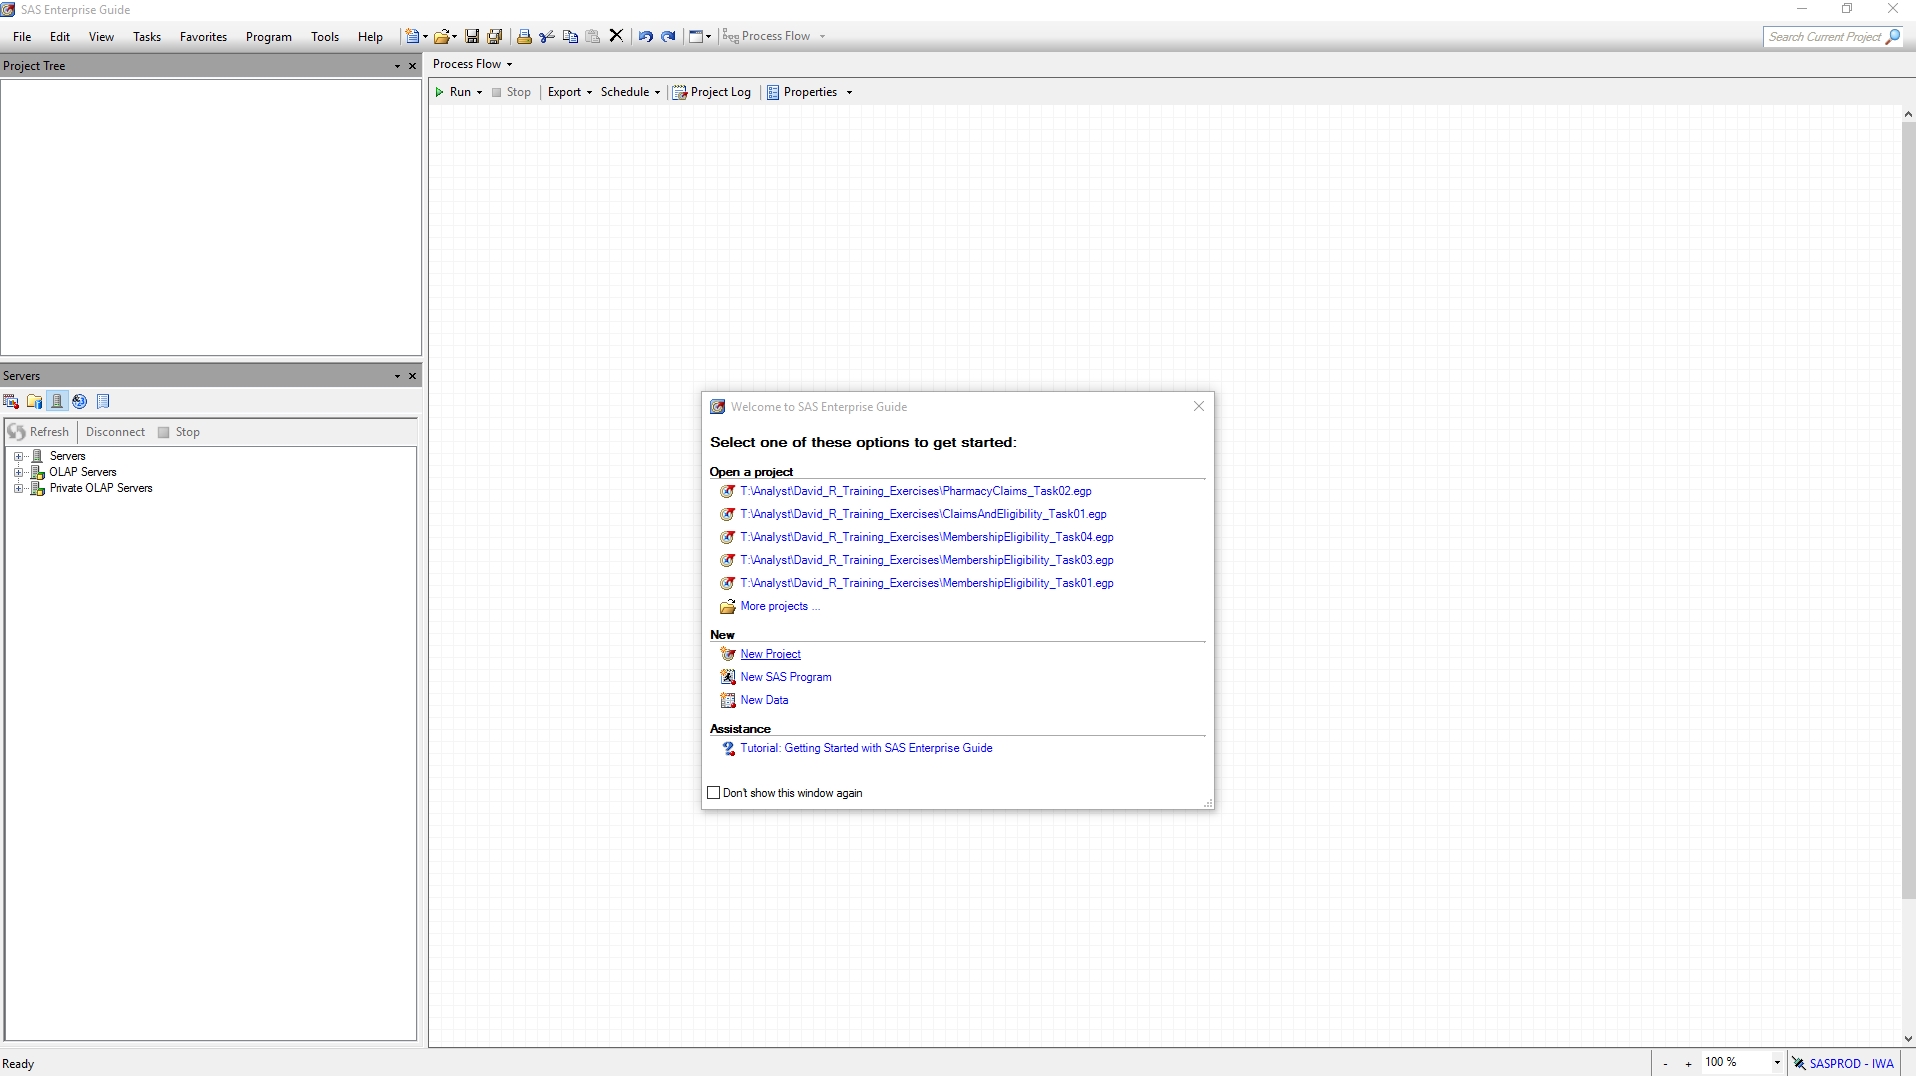 SAS Enterprise Guide
File Edit View Tasks Favorites Program Tools Help Process Flow Search Current Project
Project Tree
Process Flow
Run Stop Export Schedule Project Log Properties
Servers
Refresh Disconnect Stop
Servers
OLAP Servers
Private OLAP Servers
Welcome to SAS Enterprise Guide
Select one of these options to get started:
Open a project
T:\Analyst\David_R_Training_Exercises\PharmacyClaims_Task02.egp
T:\Analyst\David_R_Training_Exercises\ClaimsAndEligibility_Task01.egp
T:\Analyst\David_R_Training_Exercises\MembershipEligibility_Task04.egp
T:\Analyst\David_R_Training_Exercises\MembershipEligibility_Task03.egp
T:\Analyst\David_R_Training_Exercises\MembershipEligibility_Task01.egp
More projects ...
New
New Project
New SAS Program
New Data
Assistance
Tutorial: Getting Started with SAS Enterprise Guide
Don't show this window again
Ready - + 100 % SASPROD - IWA